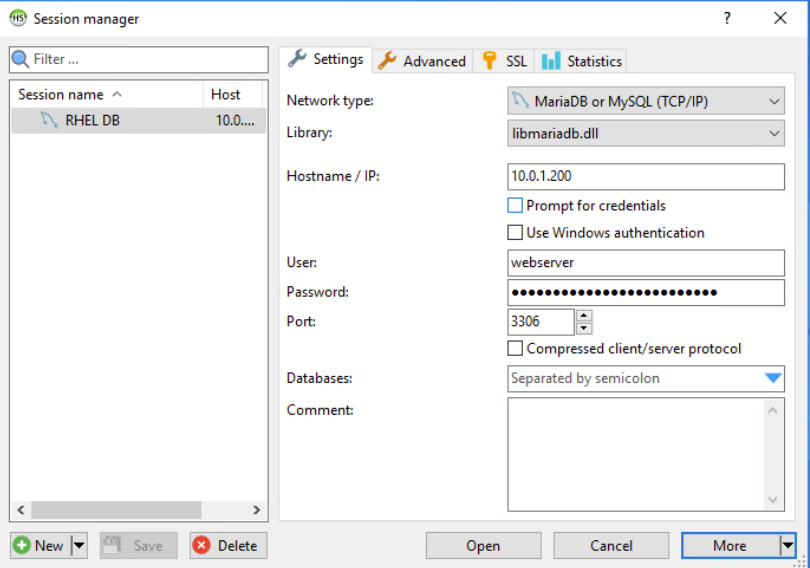 HS Session manager ?
Filter ...
Settings Advanced SSL Statistics
Session name Host
RHEL DB 10.0....
Network type: MariaDB or MySQL (TCP/IP)
Library: libmariadb.dll
Hostname / IP: 10.0.1.200
Prompt for credentials
Use Windows authentication
User: webserver
Password: •••••••••••••••••••••••••
Port: 3306
Compressed client/server protocol
Databases: Separated by semicolon
Comment:
New Save Delete Open Cancel More